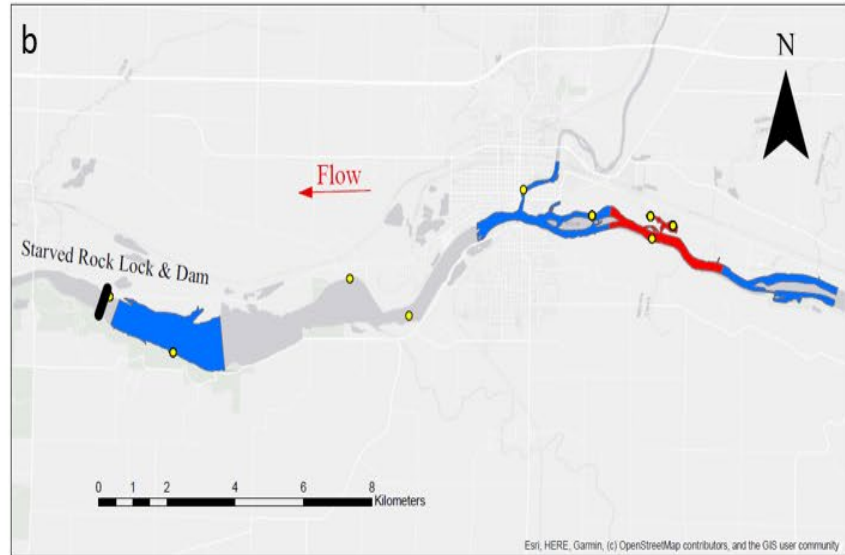 b
N
Flow
Starved Rock Lock & Dam
0 1 2 4 6 8
Kilometers
Esri, HERE, Garmin, (c) OpenStreetMap contributors, and the GIS user community